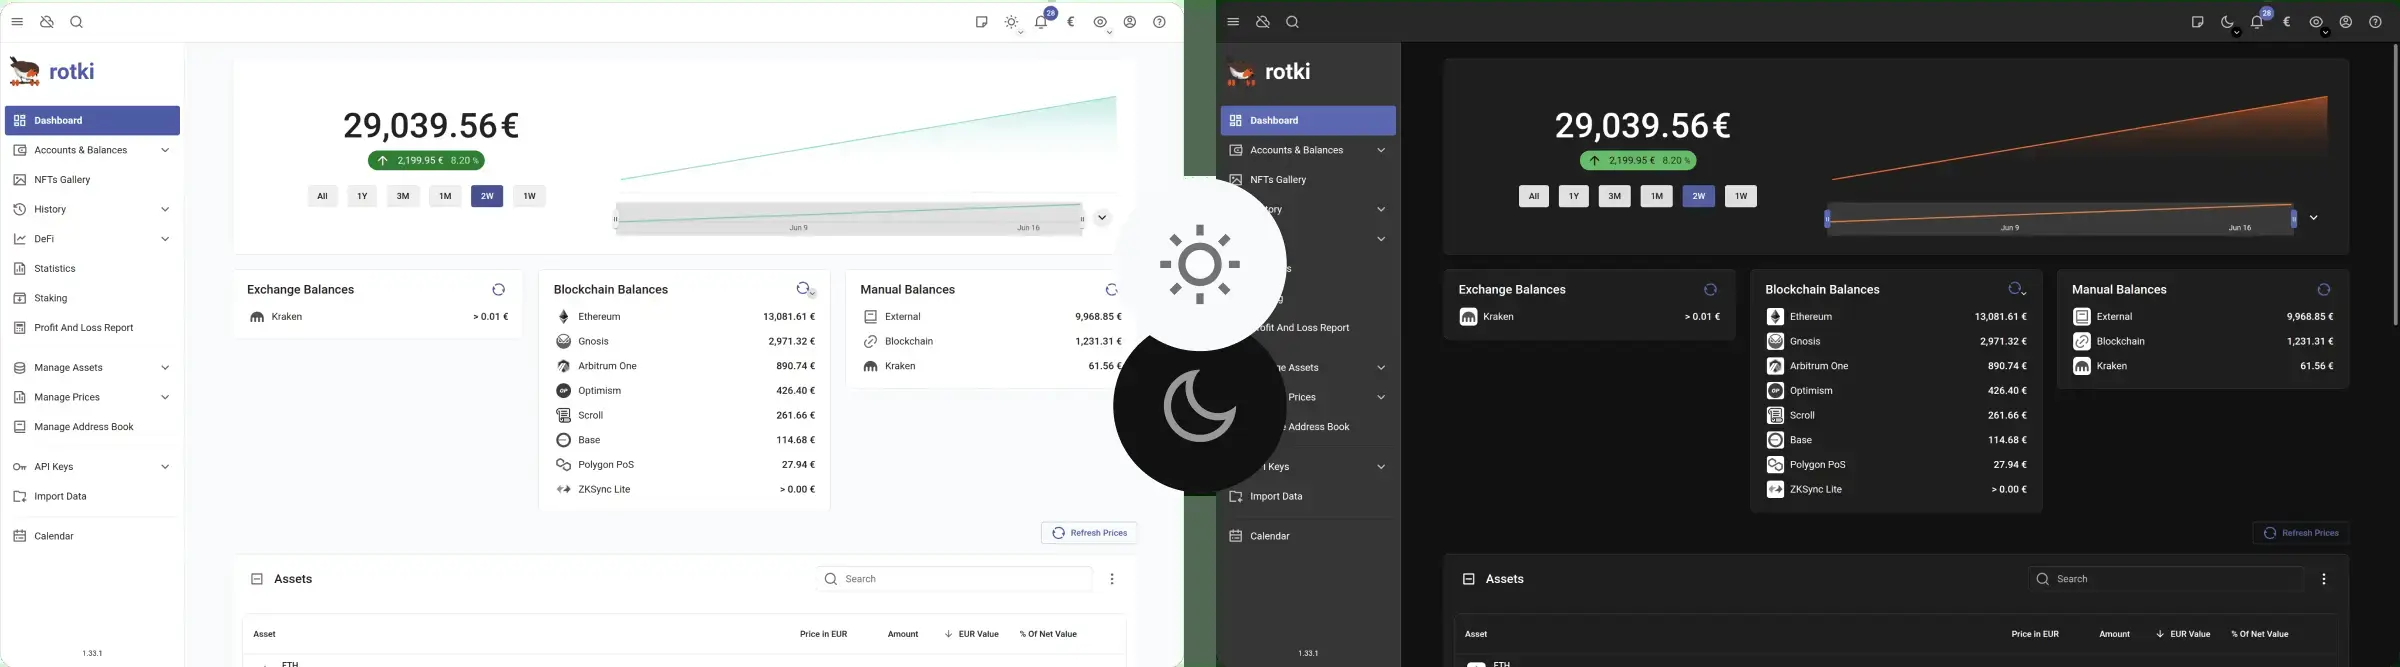 28
€
rotki
Dashboard
Accounts & Balances
NFTs Gallery
History
DeFi
Statistics
Staking
Profit And Loss Report
Manage Assets
Manage Prices
Manage Address Book
API Keys
Import Data
Calendar
1.33.1
29,039.56 €
2,199.95 € 8.20 %
All 1Y 3M 1M 2W 1W
Jun 9 Jun 16
Exchange Balances
Kraken > 0.01 €
Blockchain Balances
Ethereum 13,081.61 €
Gnosis 2,971.32 €
Arbitrum One 890.74 €
Optimism 426.40 €
Scroll 261.66 €
Base 114.68 €
Polygon PoS 27.94 €
ZKSync Lite > 0.00 €
Manual Balances
External 9,968.85 €
Blockchain 1,231.31 €
Kraken 61.56 €
Refresh Prices
Assets
Search
Asset Price in EUR Amount EUR Value % Of Net Value
ETH
28
€
rotki
Dashboard
Accounts & Balances
NFTs Gallery
Profit And Loss Report
Assets
Prices
Address Book
Keys
Import Data
Calendar
1.33.1
29,039.56 €
2,199.95 € 8.20 %
All 1Y 3M 1M 2W 1W
Jun 9 Jun 16
Exchange Balances
Kraken > 0.01 €
Blockchain Balances
Ethereum 13,081.61 €
Gnosis 2,971.32 €
Arbitrum One 890.74 €
Optimism 426.40 €
Scroll 261.66 €
Base 114.68 €
Polygon PoS 27.94 €
ZKSync Lite > 0.00 €
Manual Balances
External 9,968.85 €
Blockchain 1,231.31 €
Kraken 61.56 €
Refresh Prices
Assets
Search
Asset Price in EUR Amount EUR Value % Of Net Value
ETH